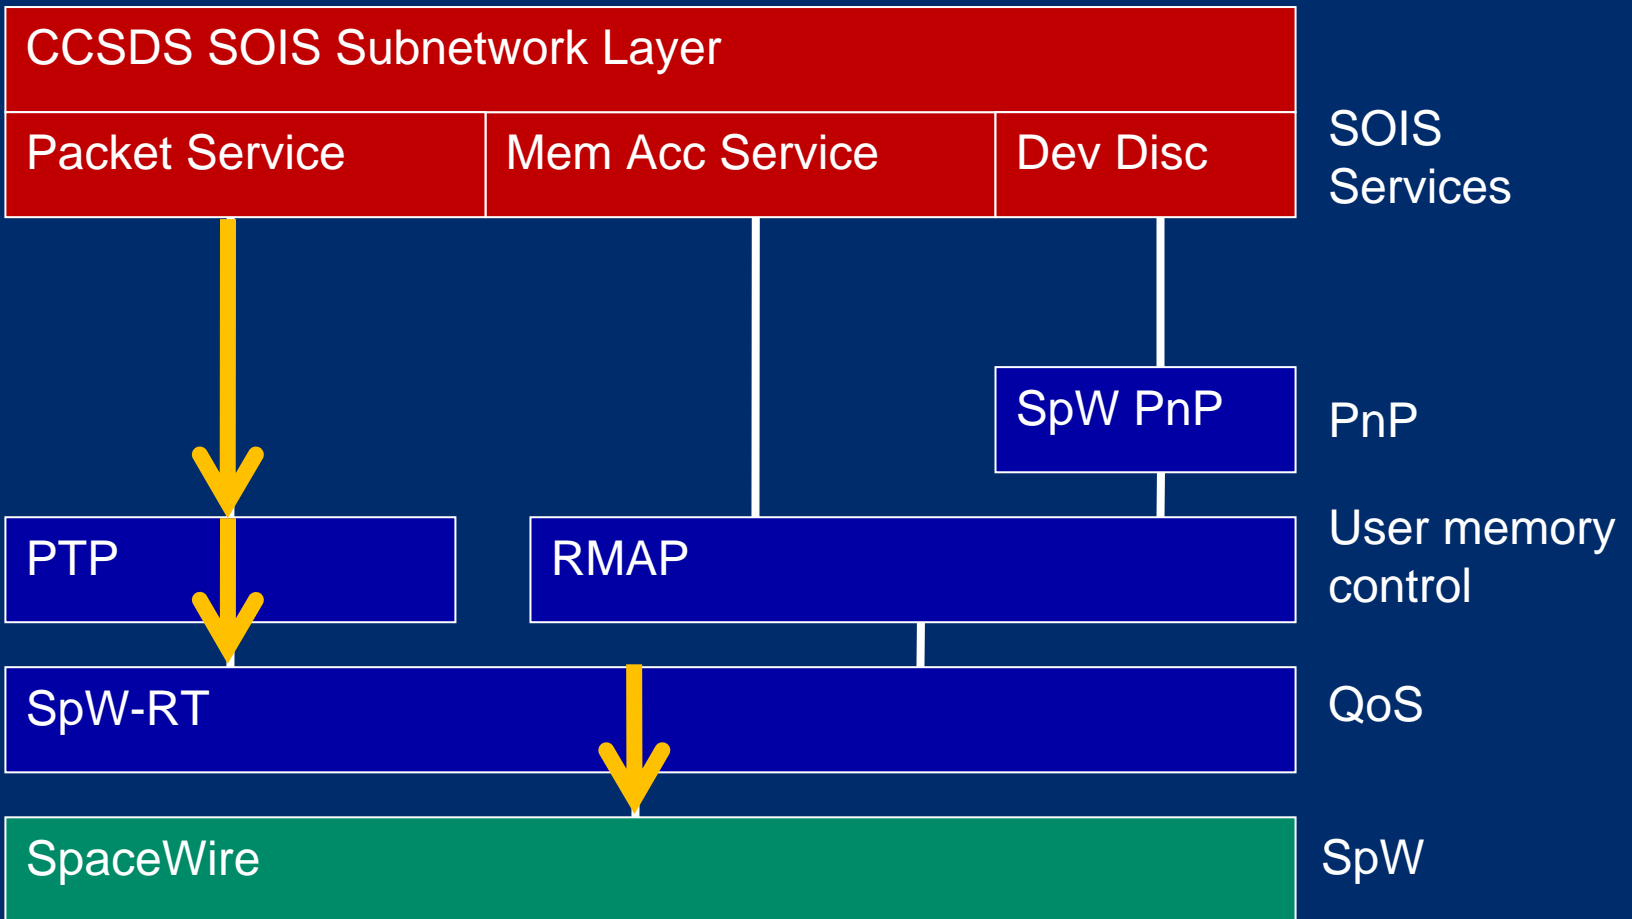 CCSDS SOIS Subnetwork Layer
Packet Service
Mem Acc Service
Dev Disc
SOIS
Services
SpW PnP
PnP
PTP
RMAP
User memory
control
SpW-RT
QoS
SpaceWire
SpW